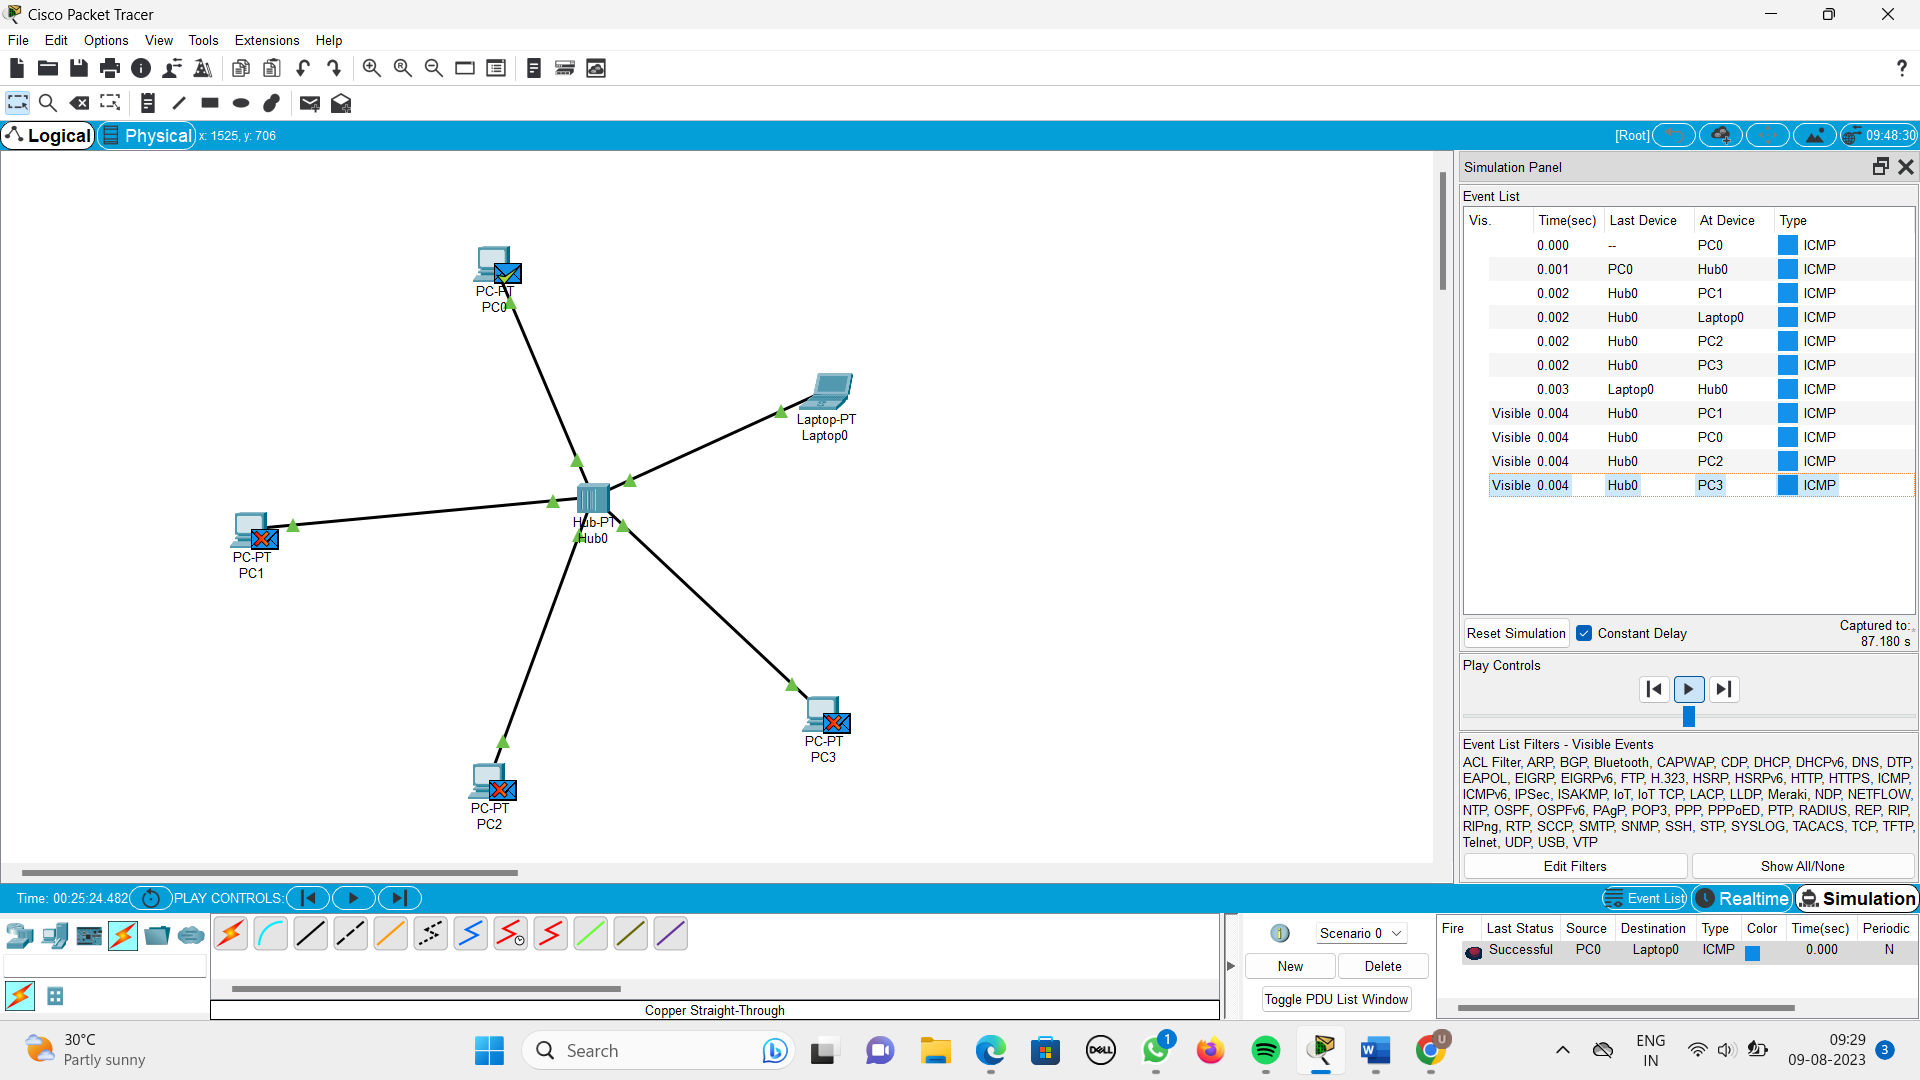 Cisco Packet Tracer
File Edit Options View Tools Extensions Help
Logical Physical x: 1525, y: 706 [Root] 09:48:30
PC-PT
PC0
Laptop-PT
Laptop0
Hub-PT
Hub0
PC-PT
PC1
PC-PT
PC3
PC-PT
PC2
Simulation Panel
Event List
Vis. Time(sec) Last Device At Device Type
0.000 -- PC0 ICMP
0.001 PC0 Hub0 ICMP
0.002 Hub0 PC1 ICMP
0.002 Hub0 Laptop0 ICMP
0.002 Hub0 PC2 ICMP
0.002 Hub0 PC3 ICMP
0.003 Laptop0 Hub0 ICMP
Visible 0.004 Hub0 PC1 ICMP
Visible 0.004 Hub0 PC0 ICMP
Visible 0.004 Hub0 PC2 ICMP
Visible 0.004 Hub0 PC3 ICMP
Reset Simulation Constant Delay Captured to:
87.180 s
Play Controls
Event List Filters - Visible Events
ACL Filter, ARP, BGP, Bluetooth, CAPWAP, CDP, DHCP, DHCPv6, DNS, DTP,
EAPOL, EIGRP, EIGRPv6, FTP, H.323, HSRP, HSRPv6, HTTP, HTTPS, ICMP,
ICMPv6, IPSec, ISAKMP, IoT, IoT TCP, LACP, LLDP, Meraki, NDP, NETFLOW,
NTP, OSPF, OSPFv6, PAgP, POP3, PPP, PPPoED, PTP, RADIUS, REP, RIP,
RIPng, RTP, SCCP, SMTP, SNMP, SSH, STP, SYSLOG, TACACS, TCP, TFTP,
Telnet, UDP, USB, VTP
Edit Filters Show All/None
Time: 00:25:24.482 PLAY CONTROLS: Event List Realtime Simulation
Scenario 0
New Delete
Toggle PDU List Window
Fire Last Status Source Destination Type Color Time(sec) Periodic
Successful PC0 Laptop0 ICMP 0.000 N
Copper Straight-Through
30°C
Partly sunny
Search
DELL
1
U
ENG
IN
09:29
09-08-2023
3